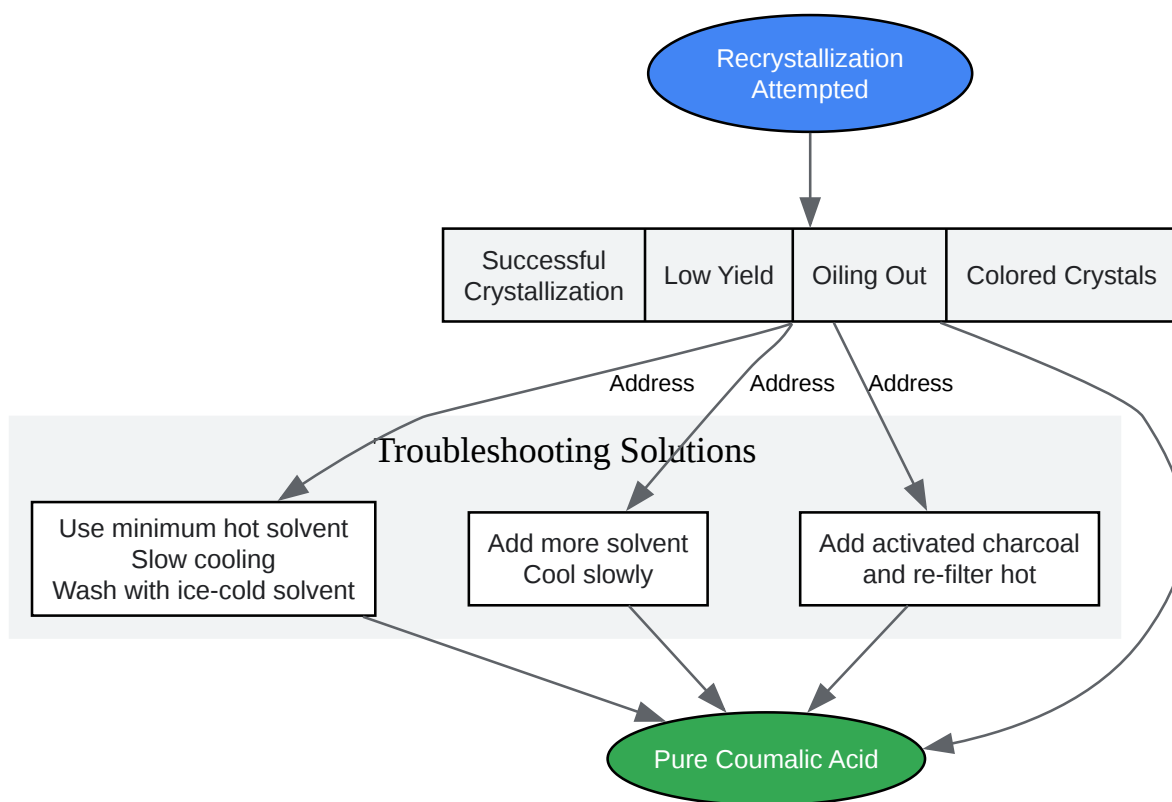 Recrystallization
Attempted
Successful
Crystallization
Low Yield
Oiling Out
Colored Crystals
Address
Address
Address
Troubleshooting Solutions
Use minimum hot solvent
Slow cooling
Wash with ice-cold solvent
Add more solvent
Cool slowly
Add activated charcoal
and re-filter hot
Pure Coumalic Acid